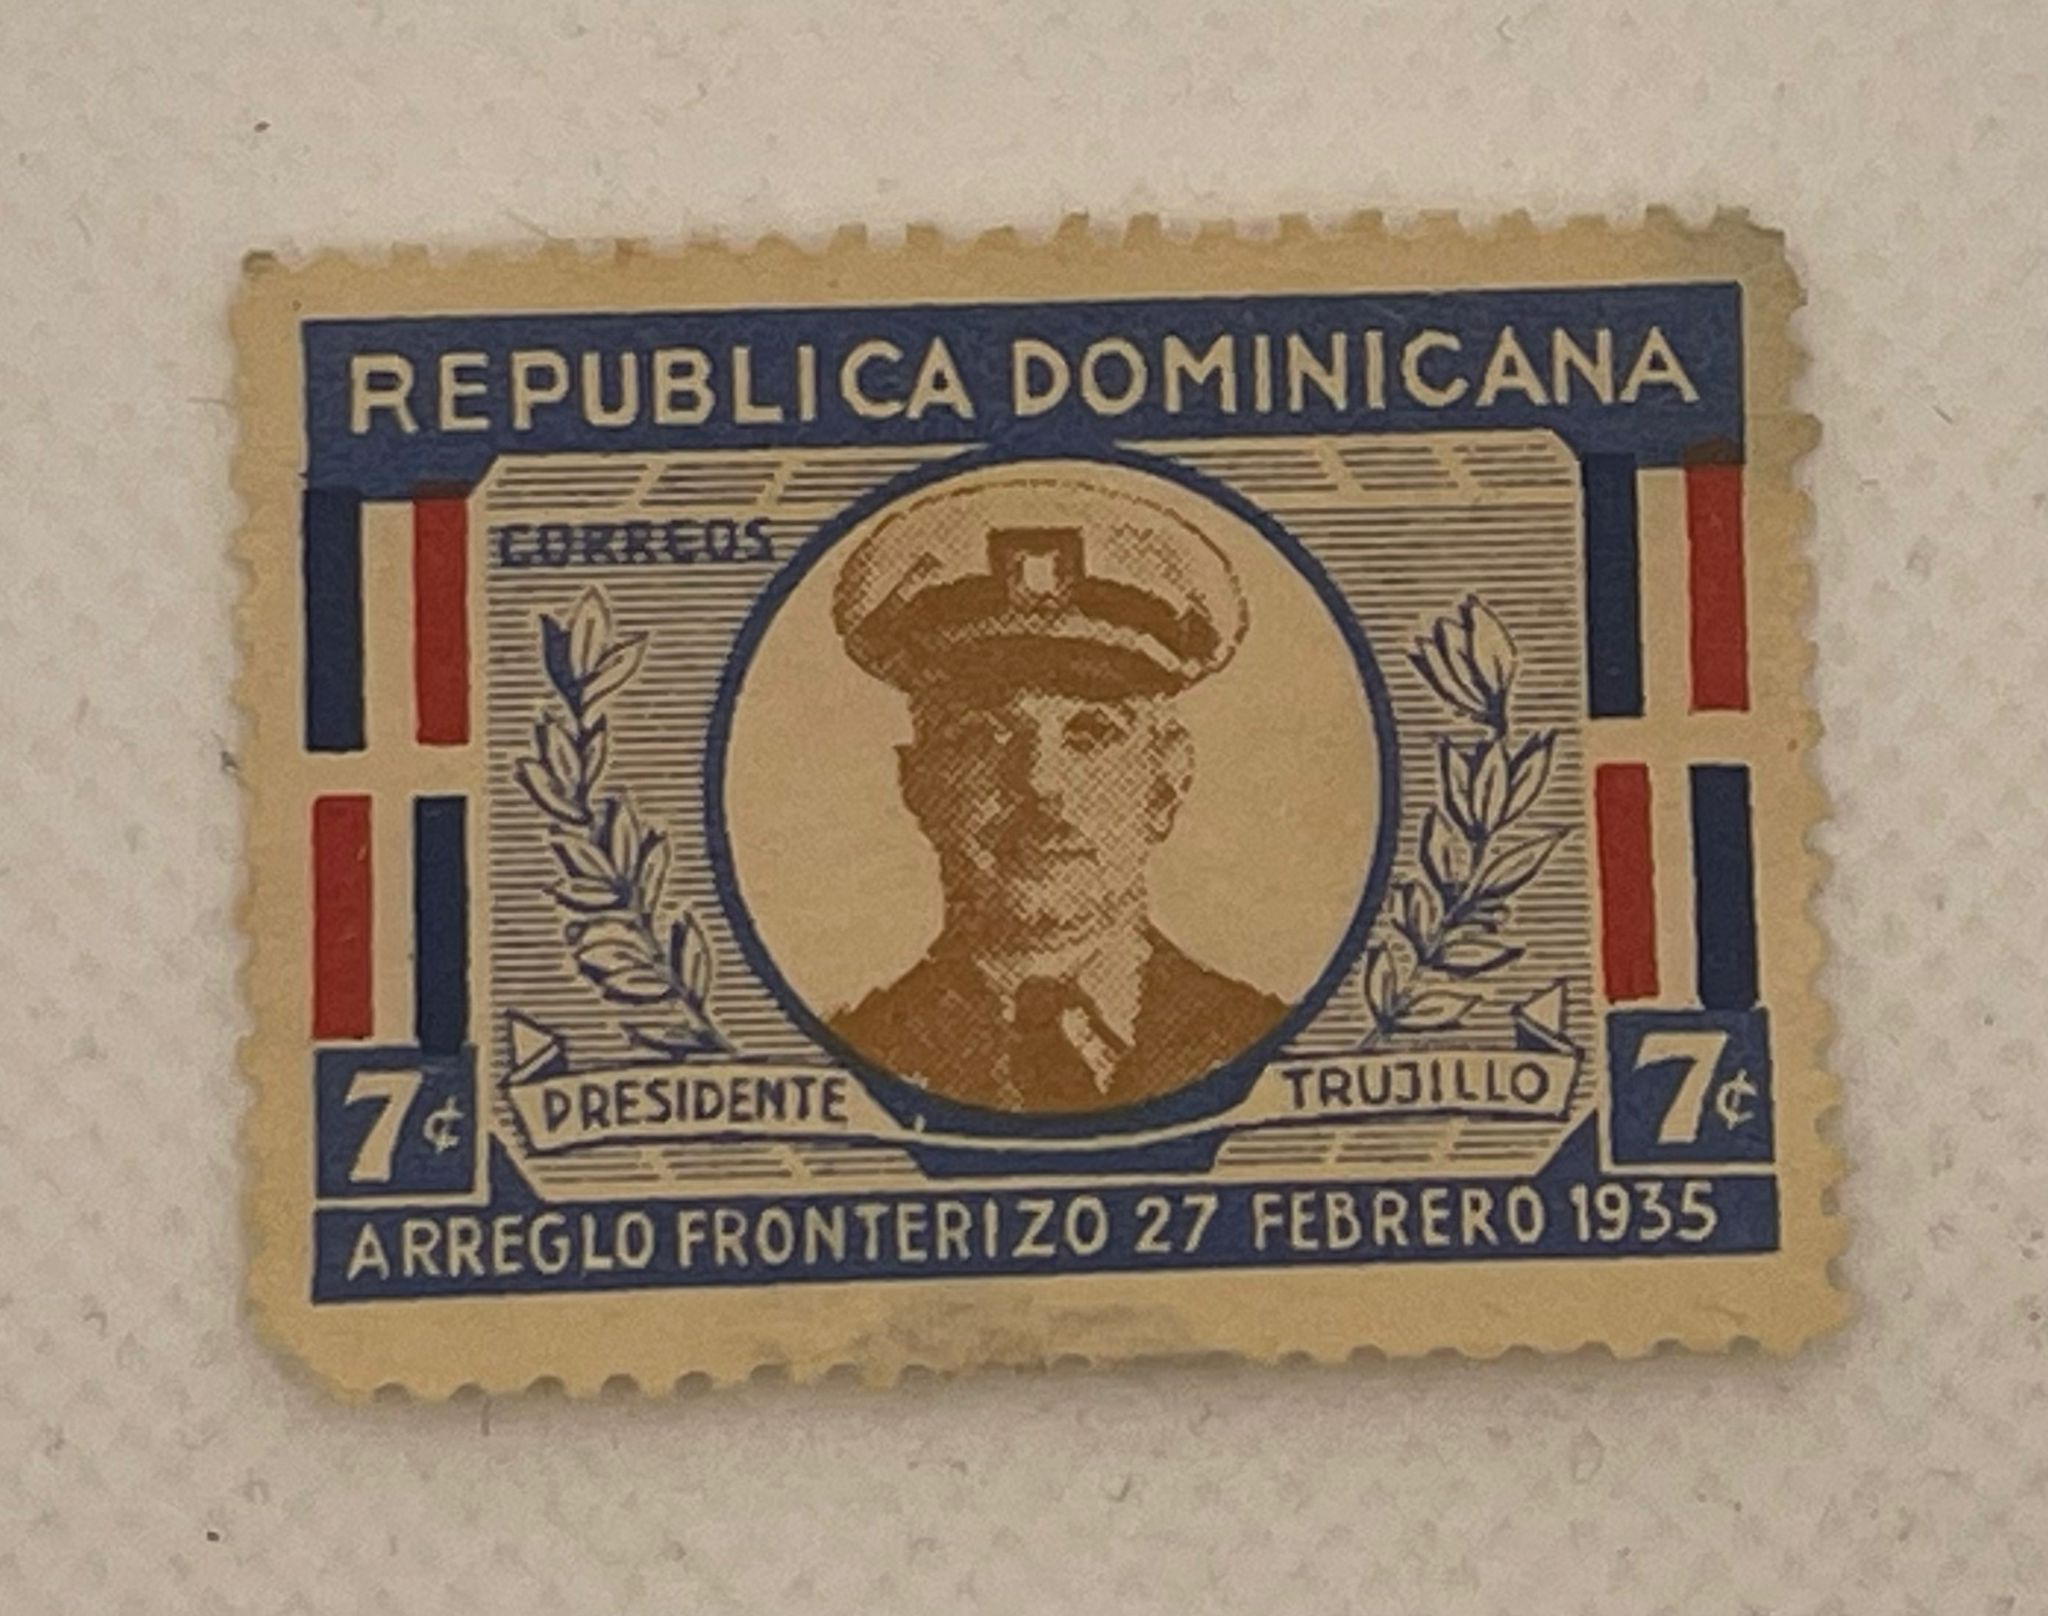 REPUBLICA DOMINICANA
CORREOS
PRESIDENTE TRUJILLO
7¢ 7¢
ARREGLO FRONTERIZO 27 FEBRERO 1935